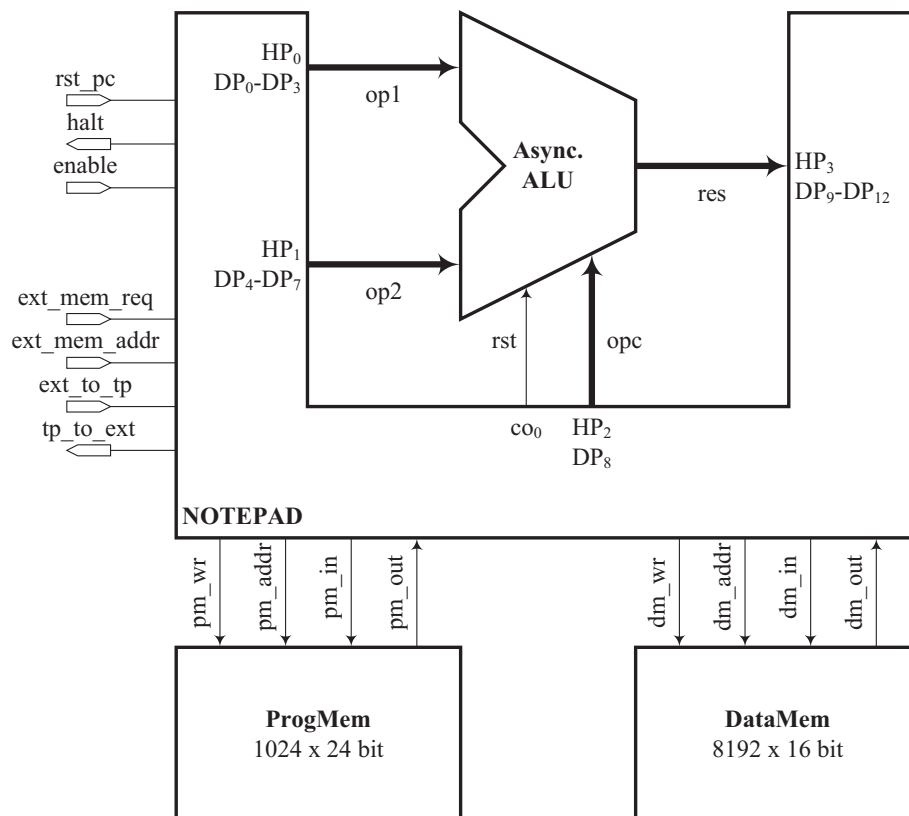 HP₀
DP₀-DP₃
op1
rst_pc
halt
enable
Async.
ALU
res
HP₃
DP₉-DP₁₂
HP₁
DP₄-DP₇
op2
ext_mem_req
ext_mem_addr
ext_to_tp
tp_to_ext
rst
opc
co₀
HP₂
DP₈
NOTEPAD
pm_wr
pm_addr
pm_in
pm_out
dm_wr
dm_addr
dm_in
dm_out
ProgMem
1024 x 24 bit
DataMem
8192 x 16 bit